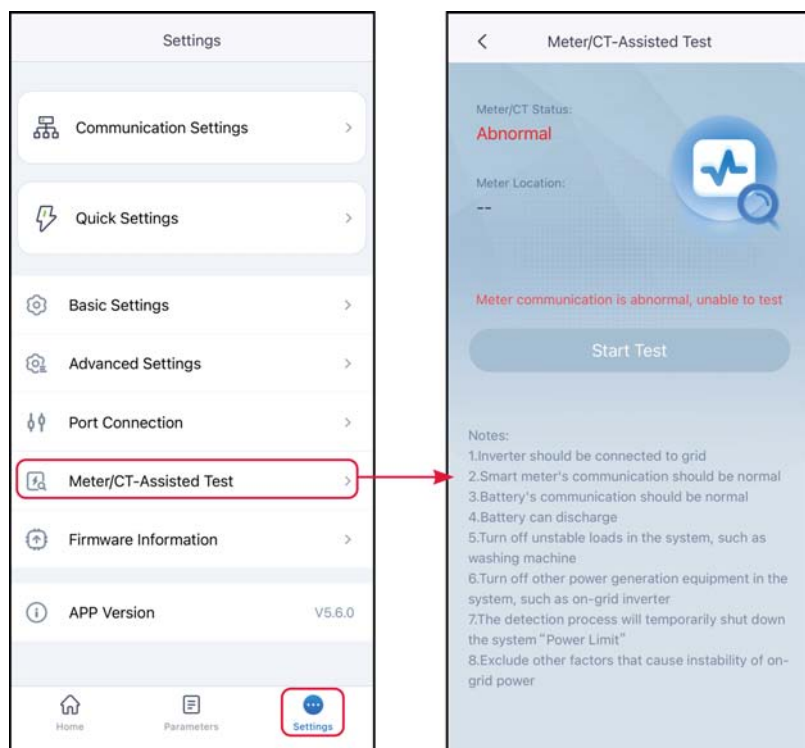 Settings
Communication Settings
Quick Settings
Basic Settings
Advanced Settings
Port Connection
Meter/CT-Assisted Test
Firmware Information
APP Version V5.6.0
Home Parameters Settings
Meter/CT-Assisted Test
Meter/CT Status:
Abnormal
Meter Location:
--
Meter communication is abnormal, unable to test
Start Test
Notes:
1.Inverter should be connected to grid
2.Smart meter's communication should be normal
3.Battery's communication should be normal
4.Battery can discharge
5.Turn off unstable loads in the system, such as
washing machine
6.Turn off other power generation equipment in the
system, such as on-grid inverter
7.The detection process will temporarily shut down
the system "Power Limit"
8.Exclude other factors that cause instability of on-
grid power